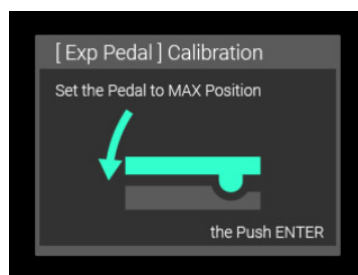 [ Exp Pedal ] Calibration
Set the Pedal to MAX Position
the Push ENTER